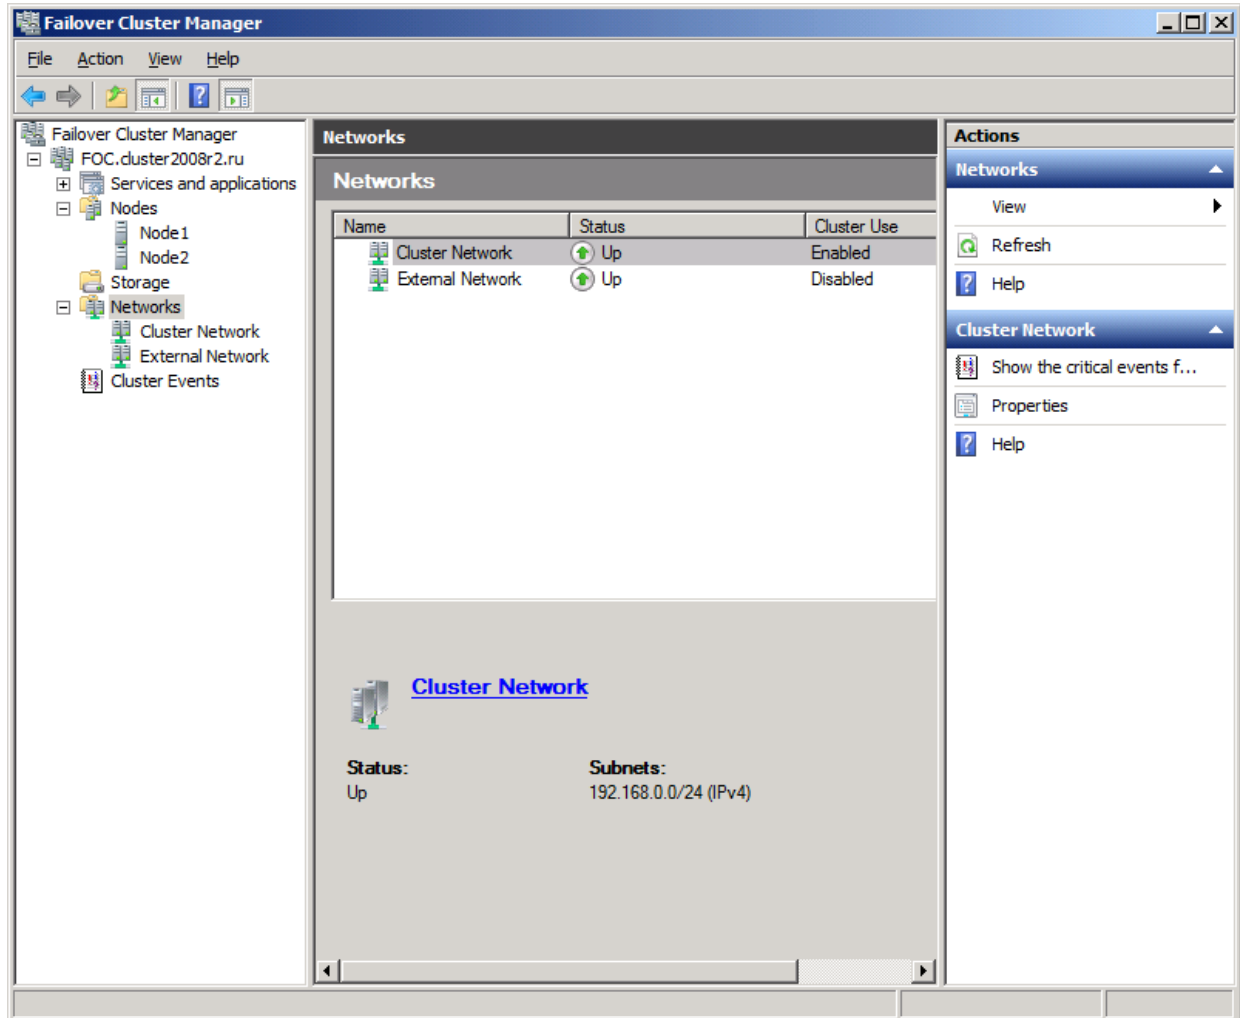 Failover Cluster Manager
File Action View Help
Failover Cluster Manager
FOC.cluster2008r2.ru
Services and applications
Nodes
Node1
Node2
Storage
Networks
Cluster Network
External Network
Cluster Events
Networks
Networks
Name Status Cluster Use
Cluster Network Up Enabled
External Network Up Disabled
Cluster Network
Status: Subnets:
Up 192.168.0.0/24 (IPv4)
Actions
Networks
View
Refresh
Help
Cluster Network
Show the critical events f...
Properties
Help